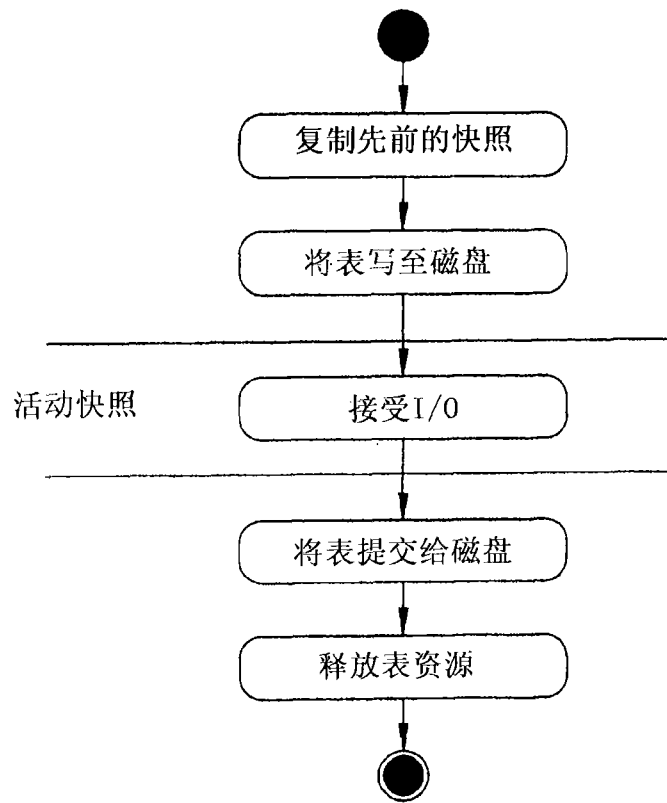 复制先前的快照
将表写至磁盘
活动快照
接受I/O
将表提交给磁盘
释放表资源